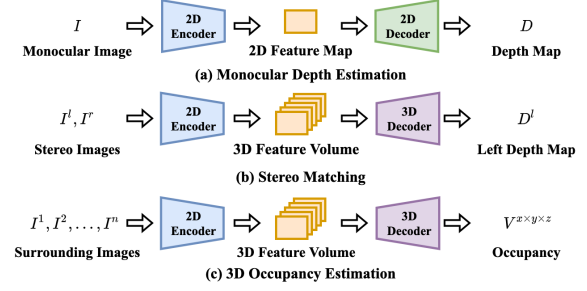 I
2D
Encoder
2D
Decoder
D
Monocular Image
2D Feature Map
Depth Map
(a) Monocular Depth Estimation
I^l, I^r
2D
Encoder
3D
Decoder
D^l
Stereo Images
3D Feature Volume
Left Depth Map
(b) Stereo Matching
I^1, I^2, ..., I^n
2D
Encoder
3D
Decoder
V^{x×y×z}
Surrounding Images
3D Feature Volume
Occupancy
(c) 3D Occupancy Estimation